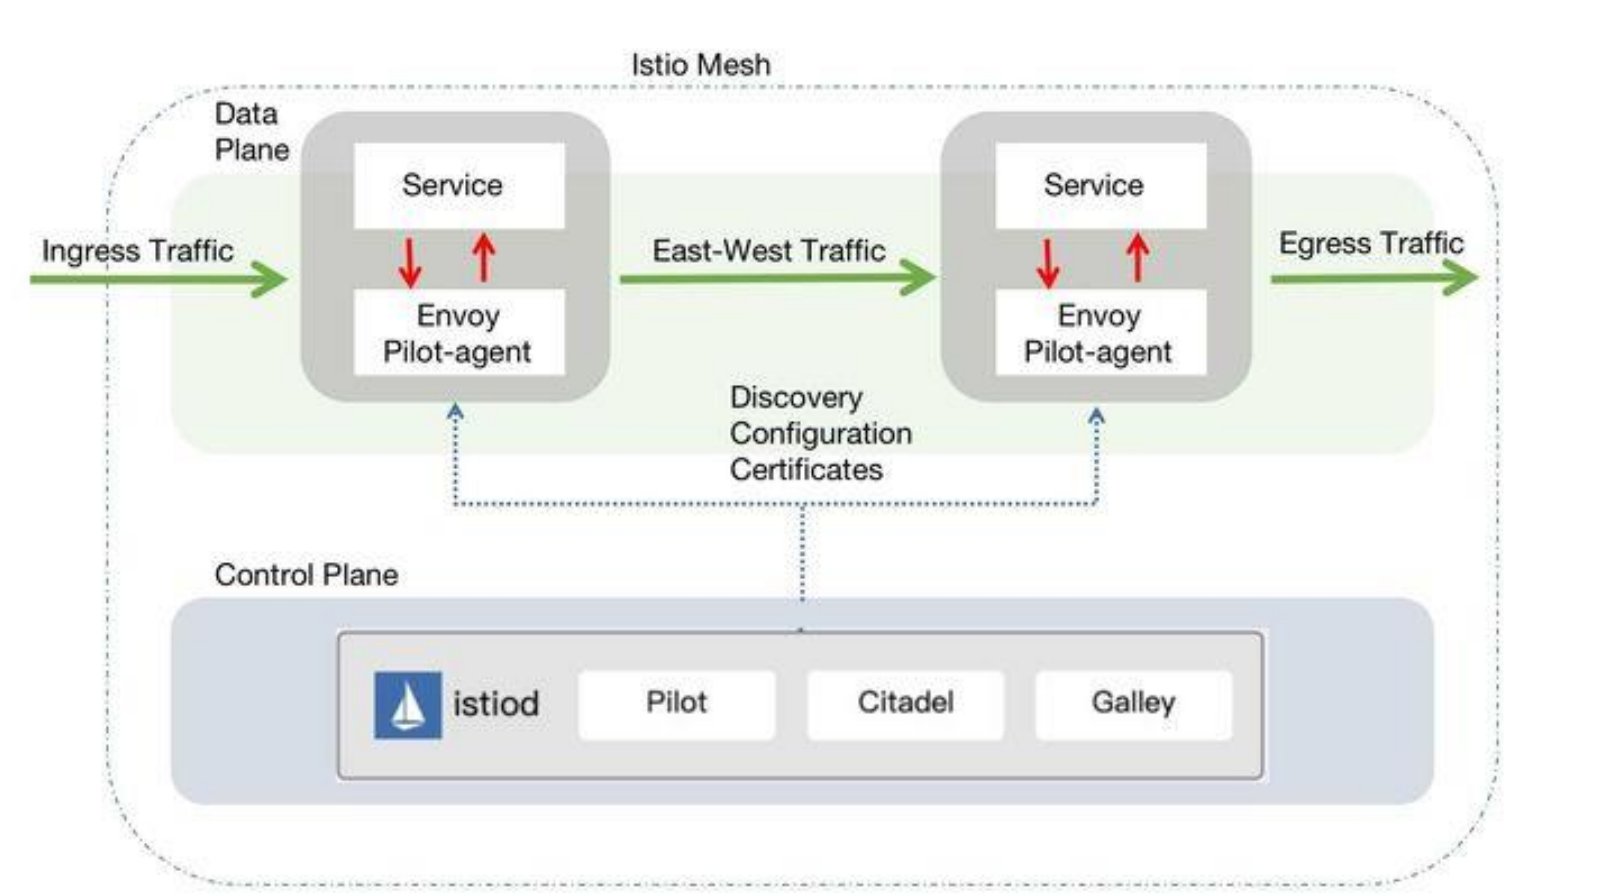 Istio Mesh
Data
Plane
Service
Service
Ingress Traffic
East-West Traffic
Egress Traffic
Envoy
Pilot-agent
Envoy
Pilot-agent
Discovery
Configuration
Certificates
Control Plane
istiod
Pilot
Citadel
Galley